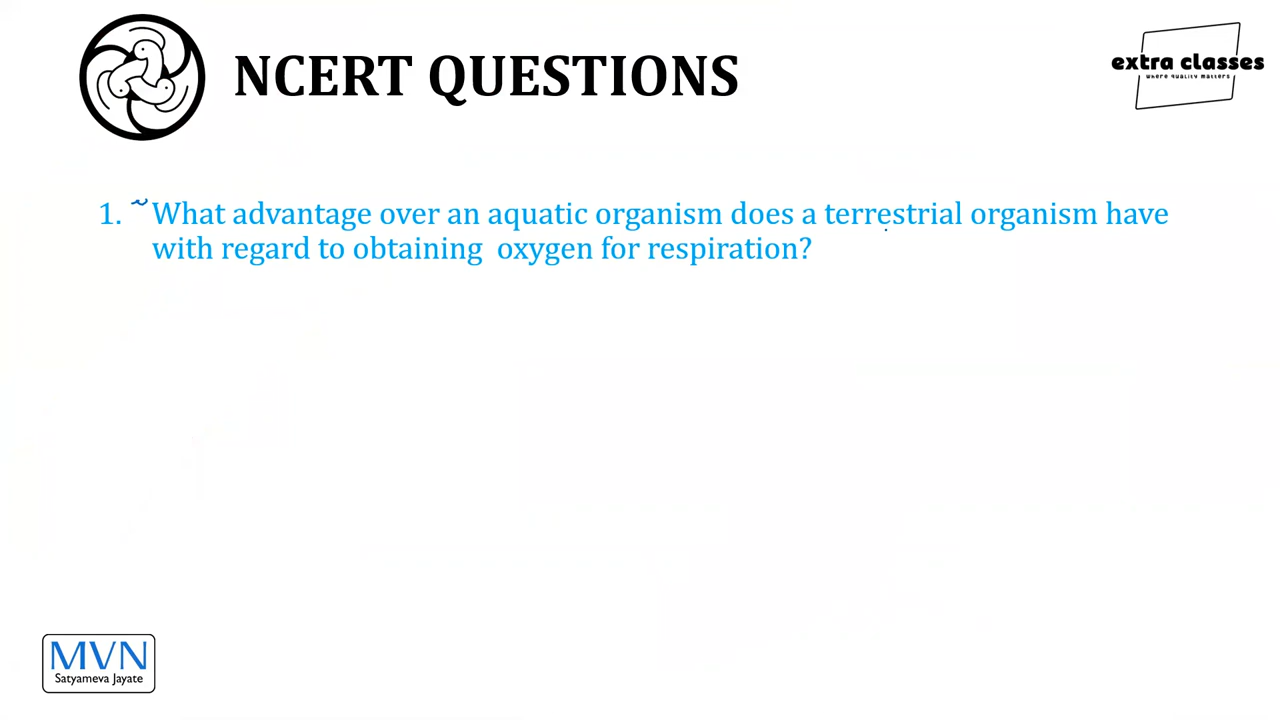 NCERT QUESTIONS
extra classes
where quality matters
1. What advantage over an aquatic organism does a terrestrial organism have
with regard to obtaining oxygen for respiration?
MVN
Satyameva Jayate